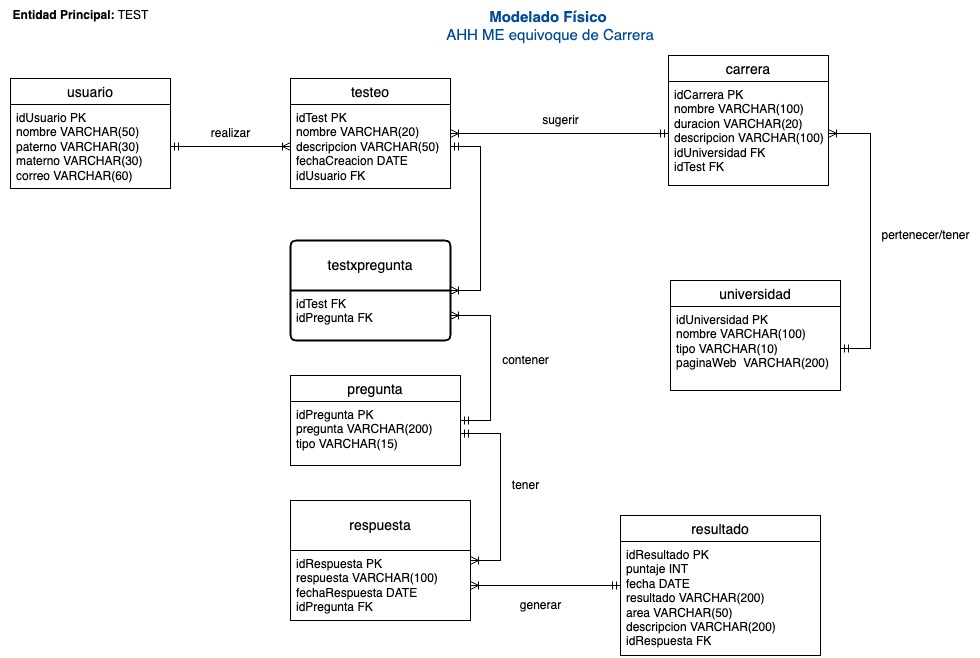 Entidad Principal: TEST
Modelado Físico
AHH ME equivoque de Carrera
usuario
idUsuario PK
nombre VARCHAR(50)
paterno VARCHAR(30)
materno VARCHAR(30)
correo VARCHAR(60)
realizar
testeo
idTest PK
nombre VARCHAR(20)
descripcion VARCHAR(50)
fechaCreacion DATE
idUsuario FK
sugerir
carrera
idCarrera PK
nombre VARCHAR(100)
duracion VARCHAR(20)
descripcion VARCHAR(100)
idUniversidad FK
idTest FK
pertenecer/tener
testxpregunta
idTest FK
idPregunta FK
universidad
idUniversidad PK
nombre VARCHAR(100)
tipo VARCHAR(10)
paginaWeb VARCHAR(200)
contener
pregunta
idPregunta PK
pregunta VARCHAR(200)
tipo VARCHAR(15)
tener
respuesta
idRespuesta PK
respuesta VARCHAR(100)
fechaRespuesta DATE
idPregunta FK
generar
resultado
idResultado PK
puntaje INT
fecha DATE
resultado VARCHAR(200)
area VARCHAR(50)
descripcion VARCHAR(200)
idRespuesta FK